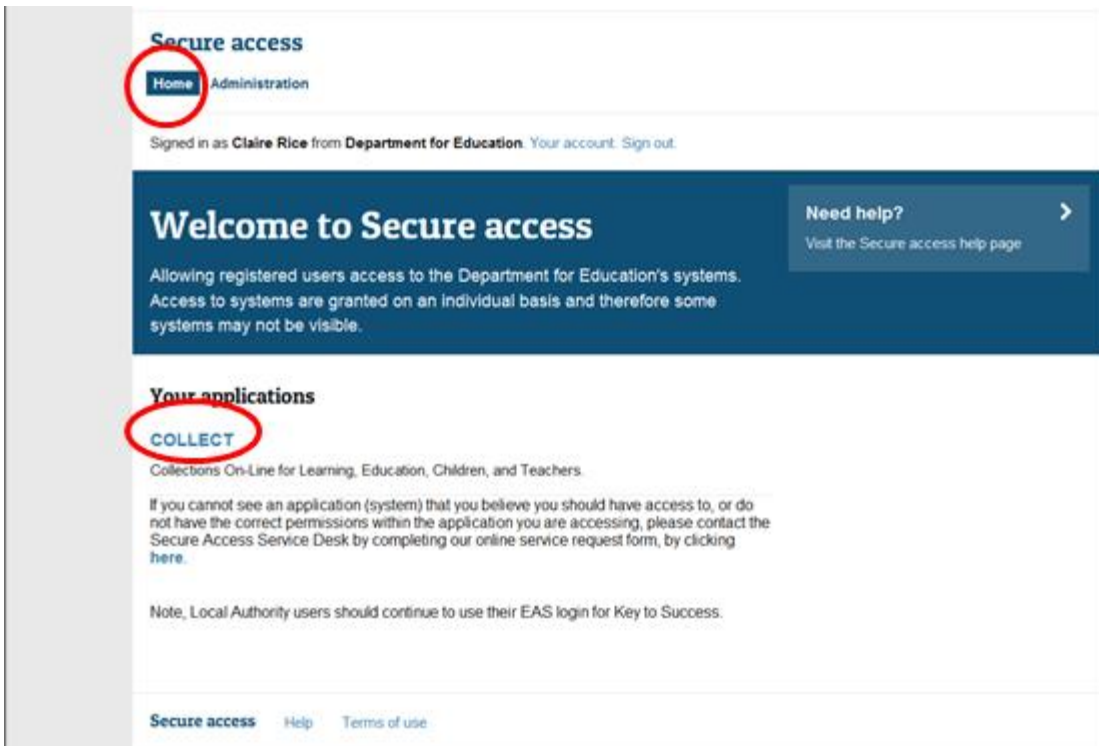 Secure access
Home Administration
Signed in as Claire Rice from Department for Education. Your account. Sign out.
Welcome to Secure access
Allowing registered users access to the Department for Education's systems.
Access to systems are granted on an individual basis and therefore some
systems may not be visible.
Need help?
Visit the Secure access help page
Your applications
COLLECT
Collections On-Line for Learning, Education, Children, and Teachers.
If you cannot see an application (system) that you believe you should have access to, or do
not have the correct permissions within the application you are accessing, please contact the
Secure Access Service Desk by completing our online service request form, by clicking
here.
Note, Local Authority users should continue to use their EAS login for Key to Success.
Secure access Help Terms of use